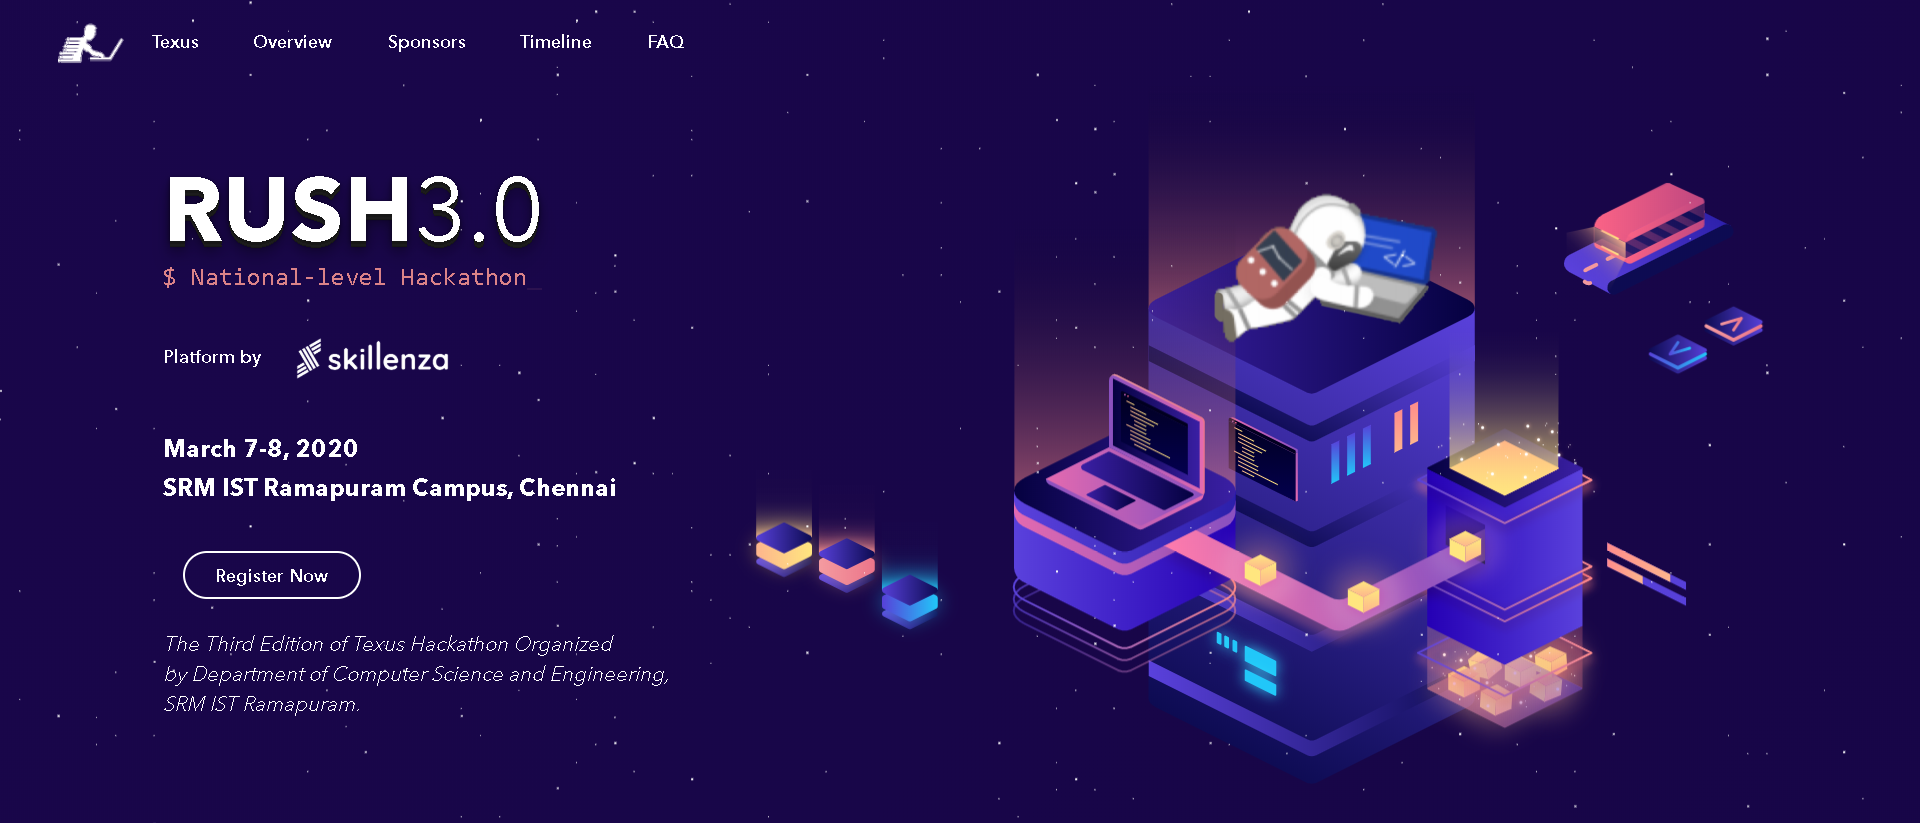 Texus Overview Sponsors Timeline FAQ
RUSH3.0
$ National-level Hackathon_
Platform by skillenza
March 7-8, 2020
SRM IST Ramapuram Campus, Chennai
Register Now
The Third Edition of Texus Hackathon Organized
by Department of Computer Science and Engineering,
SRM IST Ramapuram.